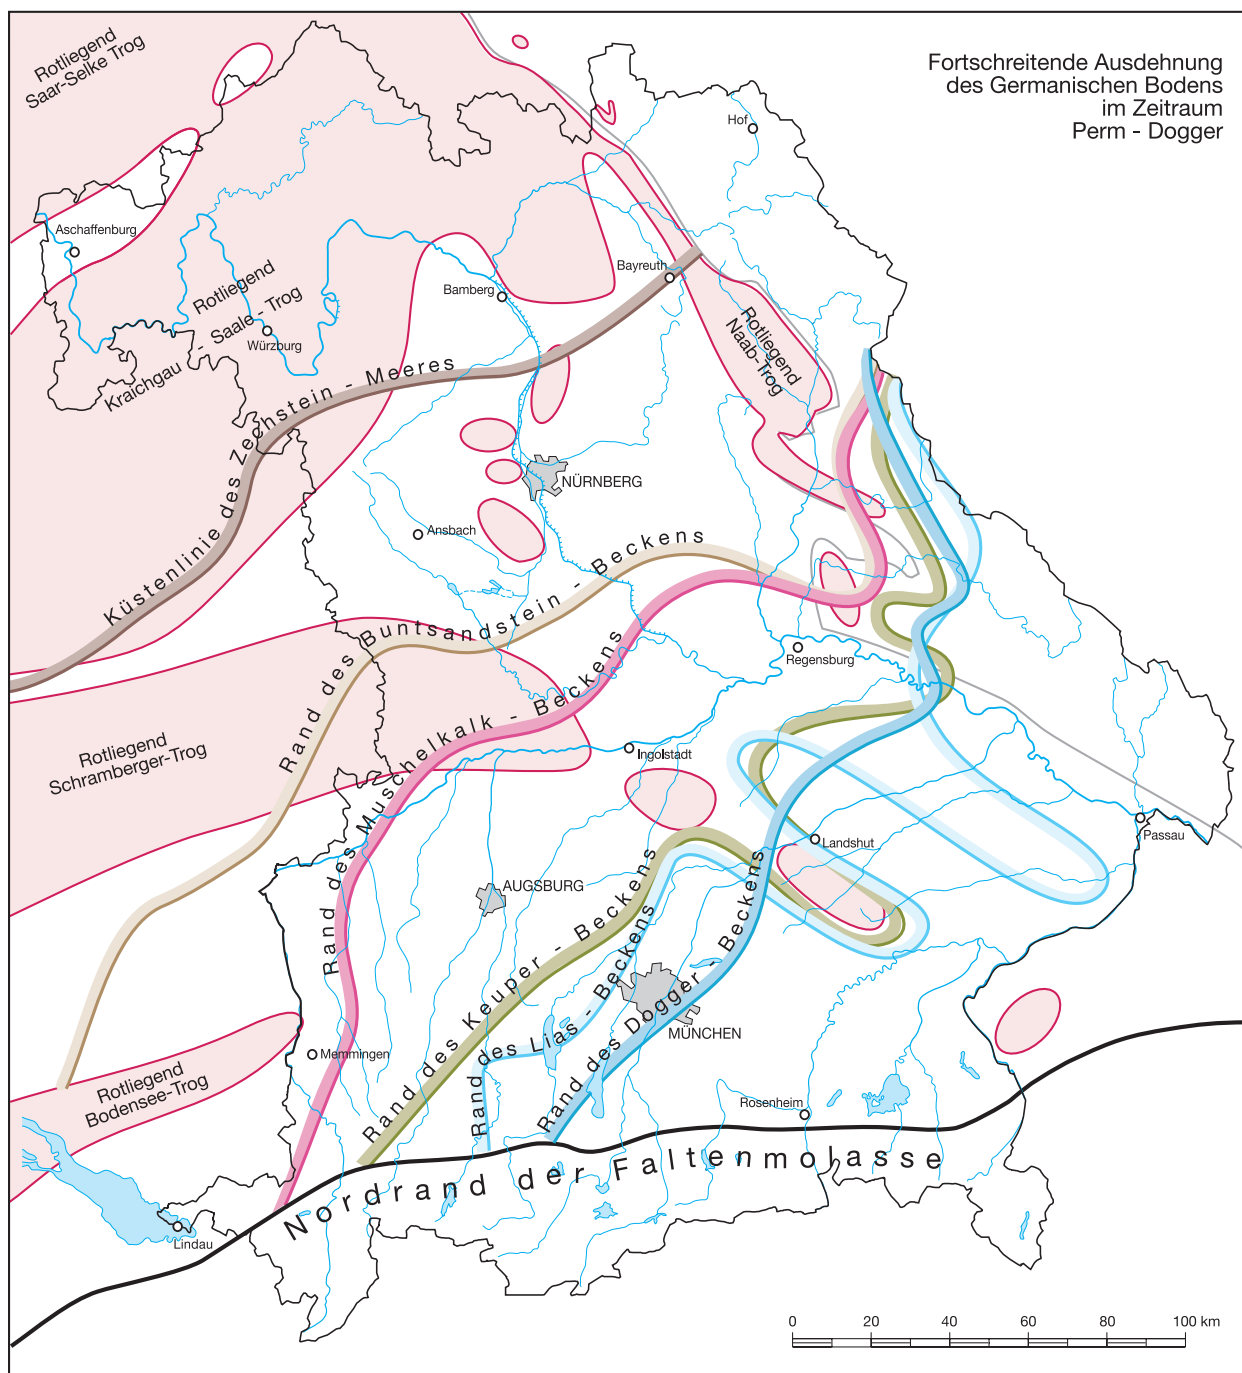 Fortschreitende Ausdehnung
des Germanischen Bodens
im Zeitraum
Perm - Dogger
Rotliegend
Saar-Selke Trog
Hof
Aschaffenburg
Rotliegend
Kraichgau - Saale - Trog
Würzburg
Bamberg
Bayreuth
Rotliegend
Naab-Trog
Küstenlinie des Zechstein - Meeres
NÜRNBERG
Ansbach
Rand des Buntsandstein - Beckens
Regensburg
Rand des Muschelkalk - Beckens
Rotliegend
Schramberger-Trog
Ingolstadt
Passau
Landshut
AUGSBURG
Rand des Keuper - Beckens
Rand des Lias - Beckens
Rand des Dogger - Beckens
MÜNCHEN
Memmingen
Rotliegend
Bodensee-Trog
Rosenheim
Nordrand der Faltenmolasse
Lindau
0 20 40 60 80 100 km